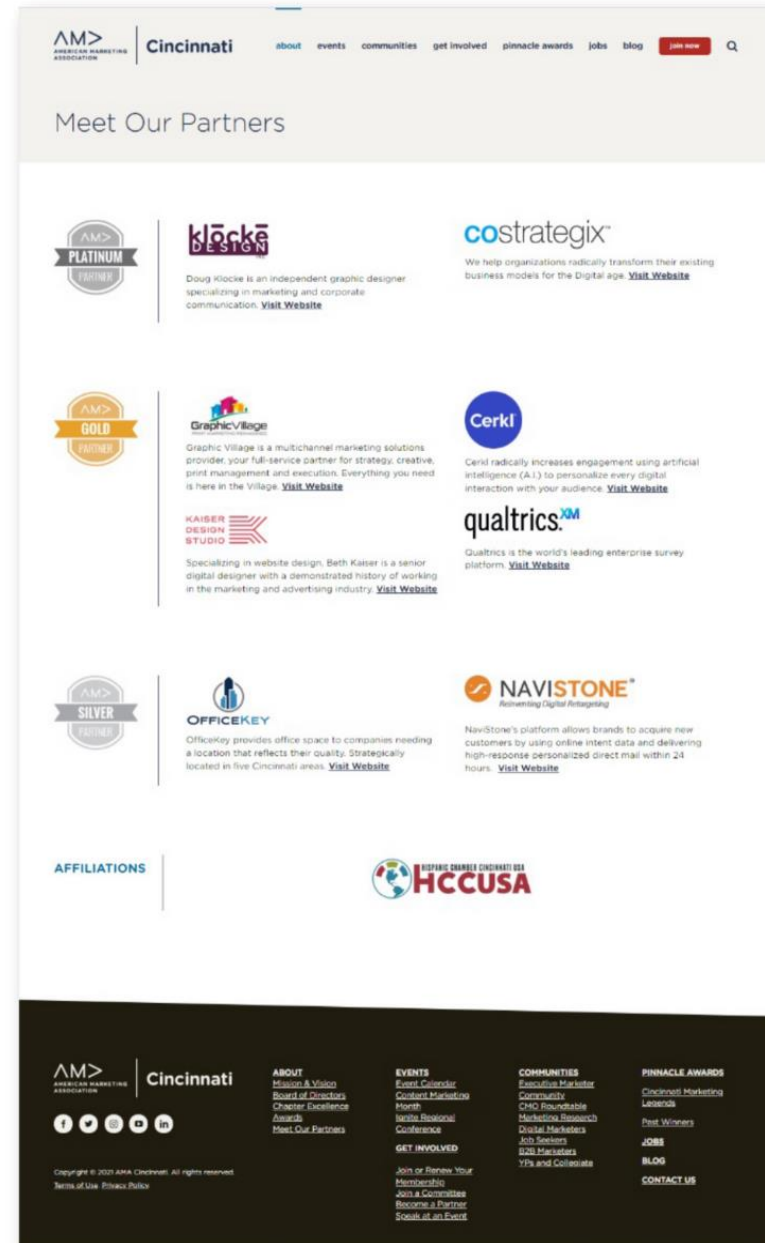 AMA
AMERICAN MARKETING
ASSOCIATION
Cincinnati
about events communities get involved pinnacle awards jobs blog join now
Meet Our Partners
AMA
PLATINUM
PARTNER
klōckē
DESIGN
INC
Doug Klocke is an independent graphic designer
specializing in marketing and corporate
communication. Visit Website
costrategix™
We help organizations radically transform their existing
business models for the Digital age. Visit Website
AMA
GOLD
PARTNER
GraphicVillage
Graphic Village is a multichannel marketing solutions
provider, your full-service partner for strategy, creative,
print management and execution. Everything you need
is here in the Village. Visit Website
Cerkl
Cerkl radically increases engagement using artificial
intelligence (A.I.) to personalize every digital
interaction with your audience. Visit Website
KAISER
DESIGN
STUDIO
Specializing in website design, Beth Kaiser is a senior
digital designer with a demonstrated history of working
in the marketing and advertising industry. Visit Website
qualtrics.XM
Qualtrics is the world's leading enterprise survey
platform. Visit Website
AMA
SILVER
PARTNER
OFFICEKEY
OfficeKey provides office space to companies needing
a location that reflects their quality. Strategically
located in five Cincinnati areas. Visit Website
NAVISTONE®
Reinventing Digital Retargeting
NaviStone's platform allows brands to acquire new
customers by using online intent data and delivering
high-response personalized direct mail within 24
hours. Visit Website
AFFILIATIONS
HISPANIC CHAMBER CINCINNATI USA
HCCUSA
AMA
AMERICAN MARKETING
ASSOCIATION
Cincinnati
Copyright © 2021 AMA Cincinnati. All rights reserved.
Terms of Use Privacy Policy
ABOUT
Mission & Vision
Board of Directors
Chapter Excellence
Awards
Meet Our Partners
EVENTS
Event Calendar
Content Marketing
Month
Ignite Regional
Conference
GET INVOLVED
Join or Renew Your
Membership
Join a Committee
Become a Partner
Speak at an Event
COMMUNITIES
Executive Marketer
Community
CMO Roundtable
Marketing Research
Digital Marketers
Job Seekers
B2B Marketers
YPs and Collegiate
PINNACLE AWARDS
Cincinnati Marketing
Legends
Past Winners
JOBS
BLOG
CONTACT US